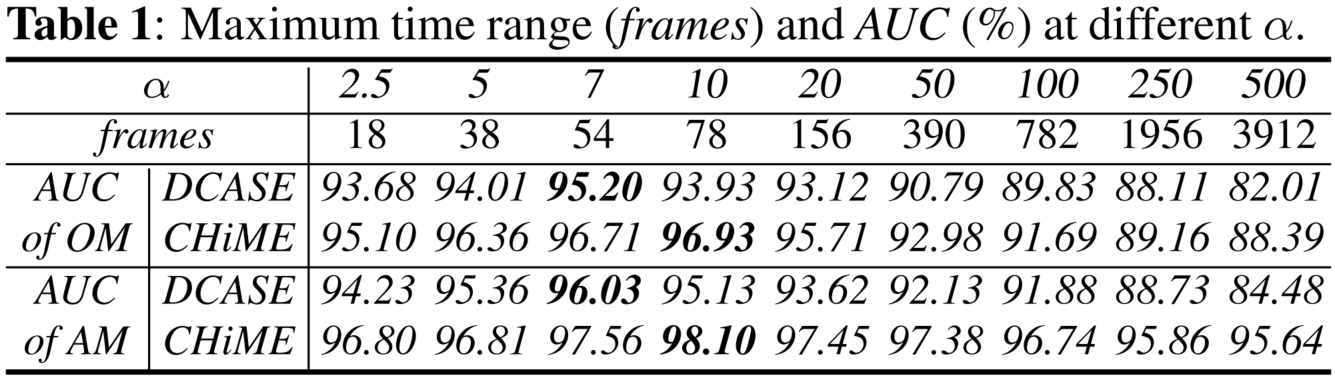 Table 1: Maximum time range (frames) and AUC (%) at different α.
α 2.5 5 7 10 20 50 100 250 500
frames 18 38 54 78 156 390 782 1956 3912
AUC DCASE 93.68 94.01 95.20 93.93 93.12 90.79 89.83 88.11 82.01
of OM CHiME 95.10 96.36 96.71 96.93 95.71 92.98 91.69 89.16 88.39
AUC DCASE 94.23 95.36 96.03 95.13 93.62 92.13 91.88 88.73 84.48
of AM CHiME 96.80 96.81 97.56 98.10 97.45 97.38 96.74 95.86 95.64